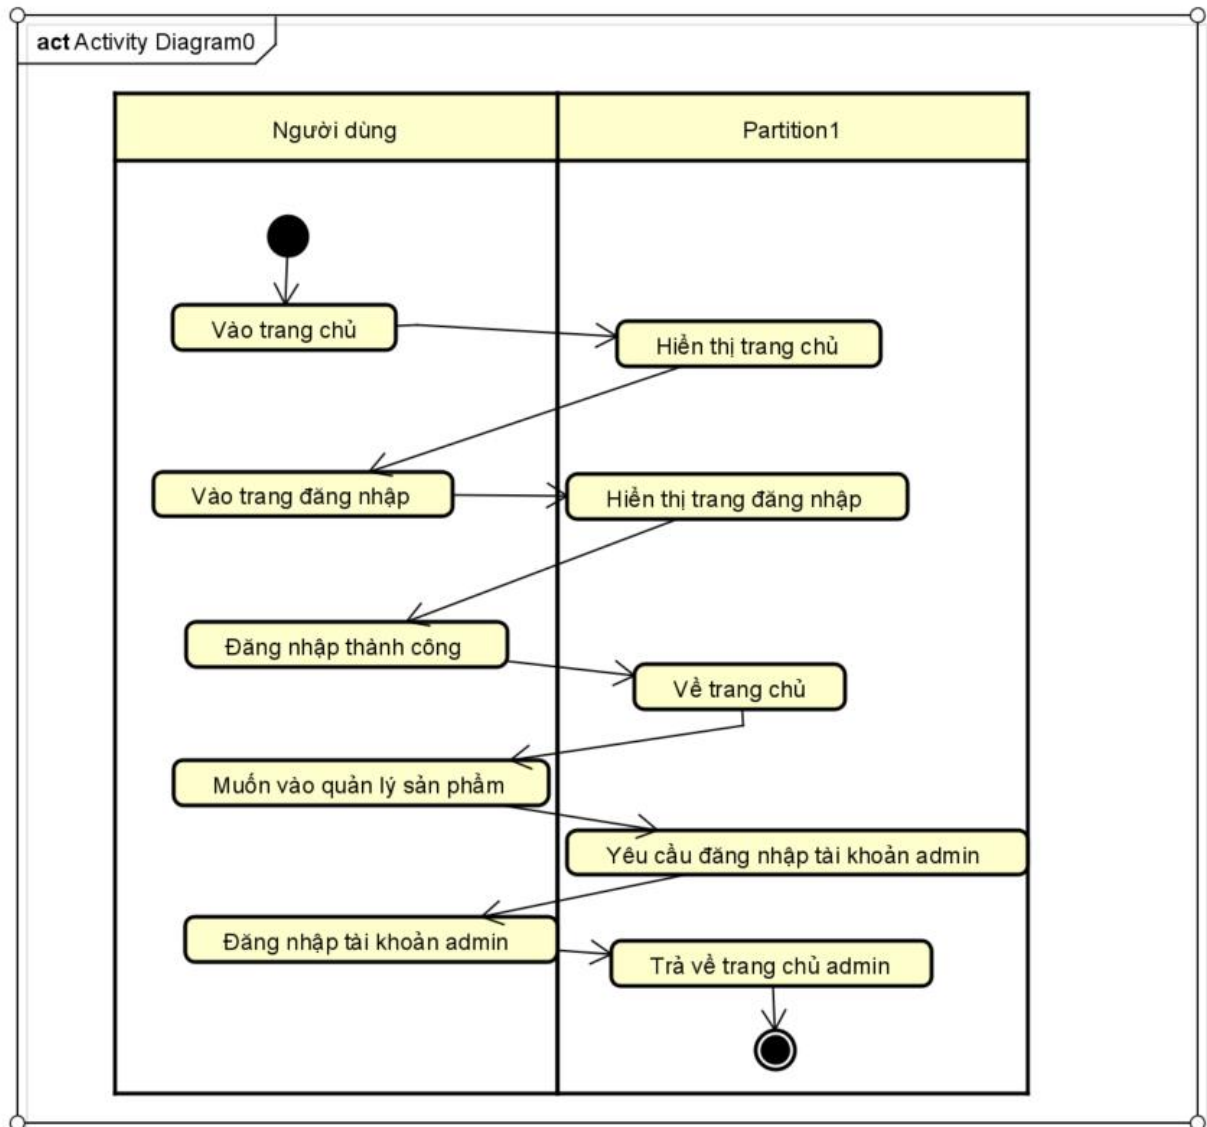 act Activity Diagram0
Người dùng
Partition1
Vào trang chủ
Hiển thị trang chủ
Vào trang đăng nhập
Hiển thị trang đăng nhập
Đăng nhập thành công
Về trang chủ
Muốn vào quản lý sản phẩm
Yêu cầu đăng nhập tài khoản admin
Đăng nhập tài khoản admin
Trả về trang chủ admin